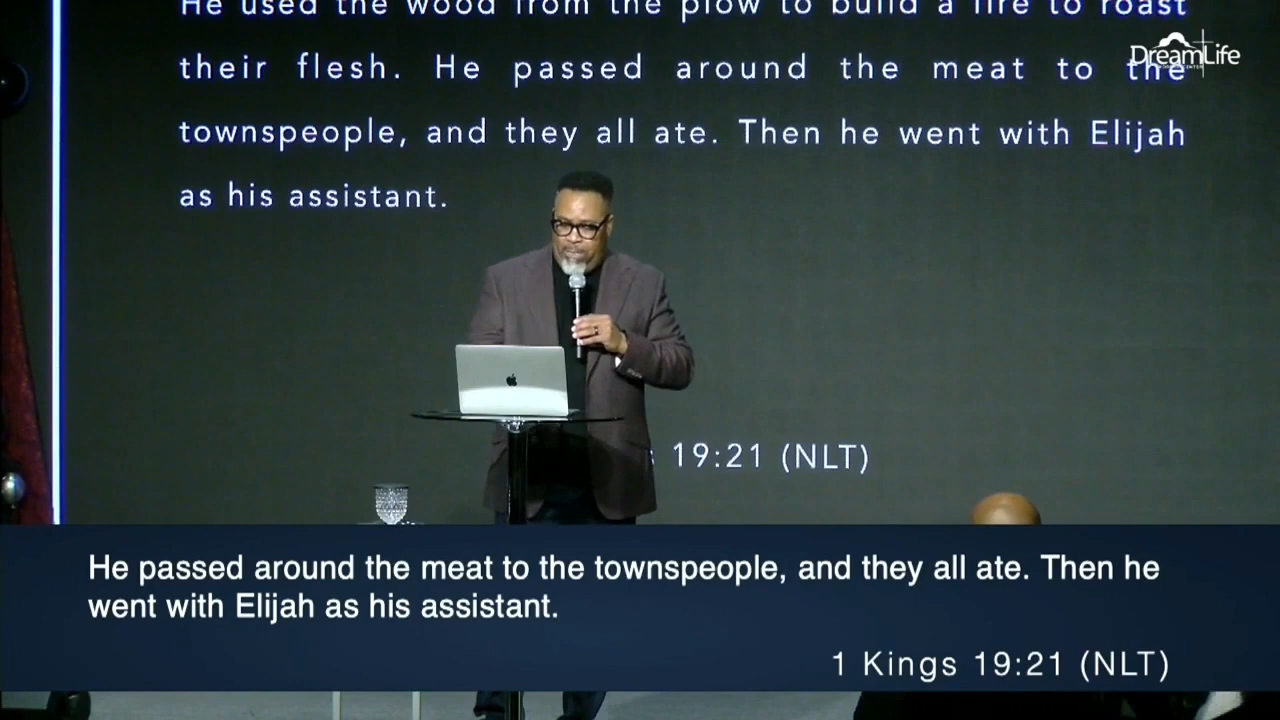 He used the wood from the plow to build a fire to roast
their flesh. He passed around the meat to the
townspeople, and they all ate. Then he went with Elijah
as his assistant.
DreamLife
19:21 (NLT)
He passed around the meat to the townspeople, and they all ate. Then he
went with Elijah as his assistant.
1 Kings 19:21 (NLT)